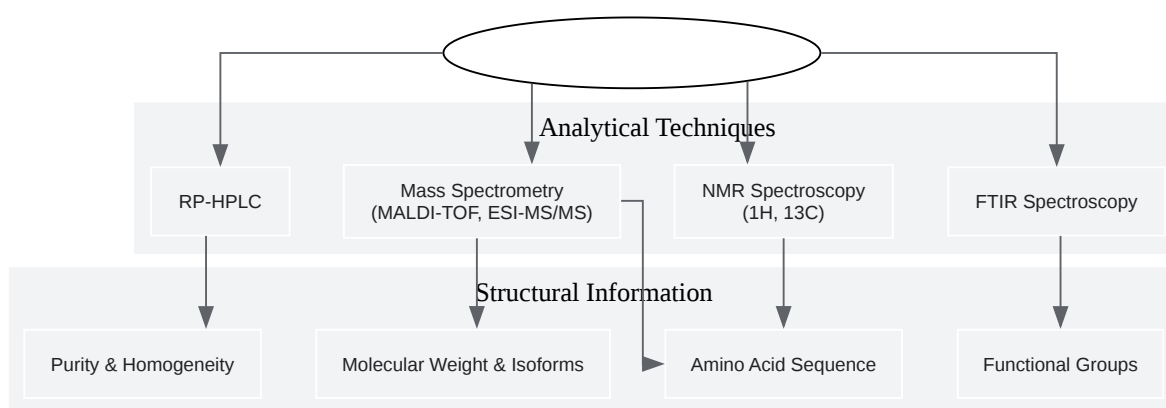 Analytical Techniques
RP-HPLC
Mass Spectrometry
(MALDI-TOF, ESI-MS/MS)
NMR Spectroscopy
(1H, 13C)
FTIR Spectroscopy
Structural Information
Purity & Homogeneity
Molecular Weight & Isoforms
Amino Acid Sequence
Functional Groups